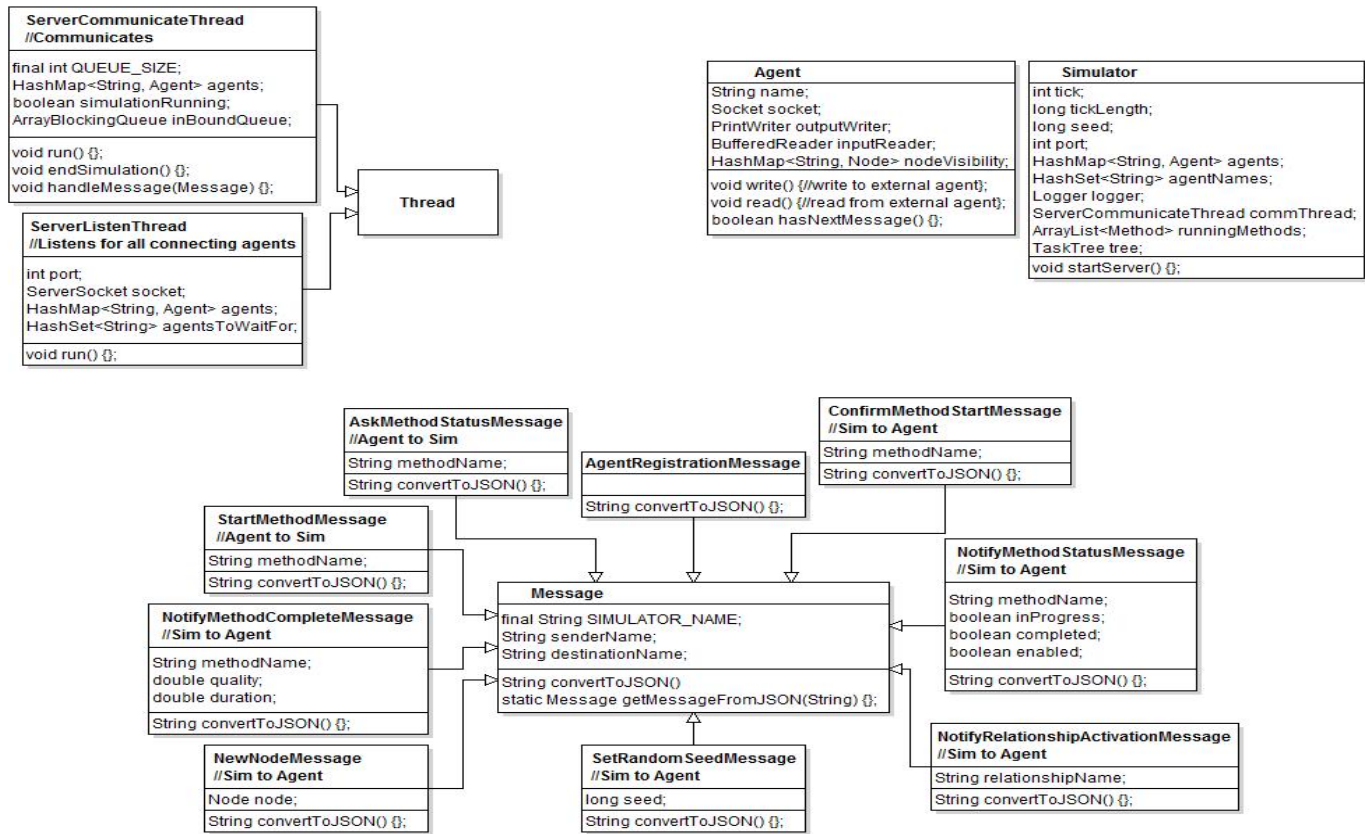 ServerCommunicateThread
//Communicates
final int QUEUE_SIZE;
HashMap<String, Agent> agents;
boolean simulationRunning;
ArrayBlockingQueue inBoundQueue;
void run() {};
void endSimulation() {};
void handleMessage(Message) {};
ServerListenThread
//Listens for all connecting agents
int port;
ServerSocket socket;
HashMap<String, Agent> agents;
HashSet<String> agentsToWaitFor;
void run() {};
Thread
Agent
String name;
Socket socket;
PrintWriter outputWriter;
BufferedReader inputReader;
HashMap<String, Node> nodeVisibility;
void write() {//write to external agent};
void read() {//read from external agent};
boolean hasNextMessage() {};
Simulator
int tick;
long tickLength;
long seed;
int port;
HashMap<String, Agent> agents;
HashSet<String> agentNames;
Logger logger;
ServerCommunicateThread commThread;
ArrayList<Method> runningMethods;
TaskTree tree;
void startServer() {};
AskMethodStatusMessage
//Agent to Sim
String methodName;
String convertToJSON() {};
AgentRegistrationMessage
String convertToJSON() {};
ConfirmMethodStartMessage
//Sim to Agent
String methodName;
String convertToJSON() {};
StartMethodMessage
//Agent to Sim
String methodName;
String convertToJSON() {};
NotifyMethodCompleteMessage
//Sim to Agent
String methodName;
double quality;
double duration;
String convertToJSON() {};
NewNodeMessage
//Sim to Agent
Node node;
String convertToJSON() {};
Message
final String SIMULATOR_NAME;
String senderName;
String destinationName;
String convertToJSON()
static Message getMessageFromJSON(String) {};
SetRandomSeedMessage
//Sim to Agent
long seed;
String convertToJSON() {};
NotifyMethodStatusMessage
//Sim to Agent
String methodName;
boolean inProgress;
boolean completed;
boolean enabled;
String convertToJSON() {};
NotifyRelationshipActivationMessage
//Sim to Agent
String relationshipName;
String convertToJSON() {};